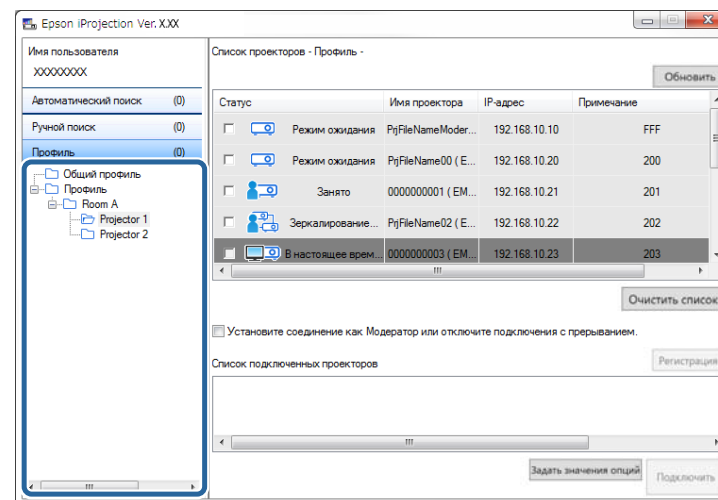 Epson iProjection Ver. X.XX
Имя пользователя
XXXXXXXX
Автоматический поиск (0)
Ручной поиск (0)
Профиль (0)
Общий профиль
Профиль
Room A
Projector 1
Projector 2
Список проекторов - Профиль -
Обновить
Статус Имя проектора IP-адрес Примечание
Режим ожидания PrjFileNameModer... 192.168.10.10 FFF
Режим ожидания PrjFileName00 ( E... 192.168.10.20 200
Занято 0000000001 ( EM... 192.168.10.21 201
Зеркалирование... PrjFileName02 ( E... 192.168.10.22 202
В настоящее врем... 0000000003 ( EM... 192.168.10.23 203
Очистить список
Установите соединение как Модератор или отключите подключения с прерыванием.
Список подключенных проекторов
Регистрация
Задать значения опций
Подключить